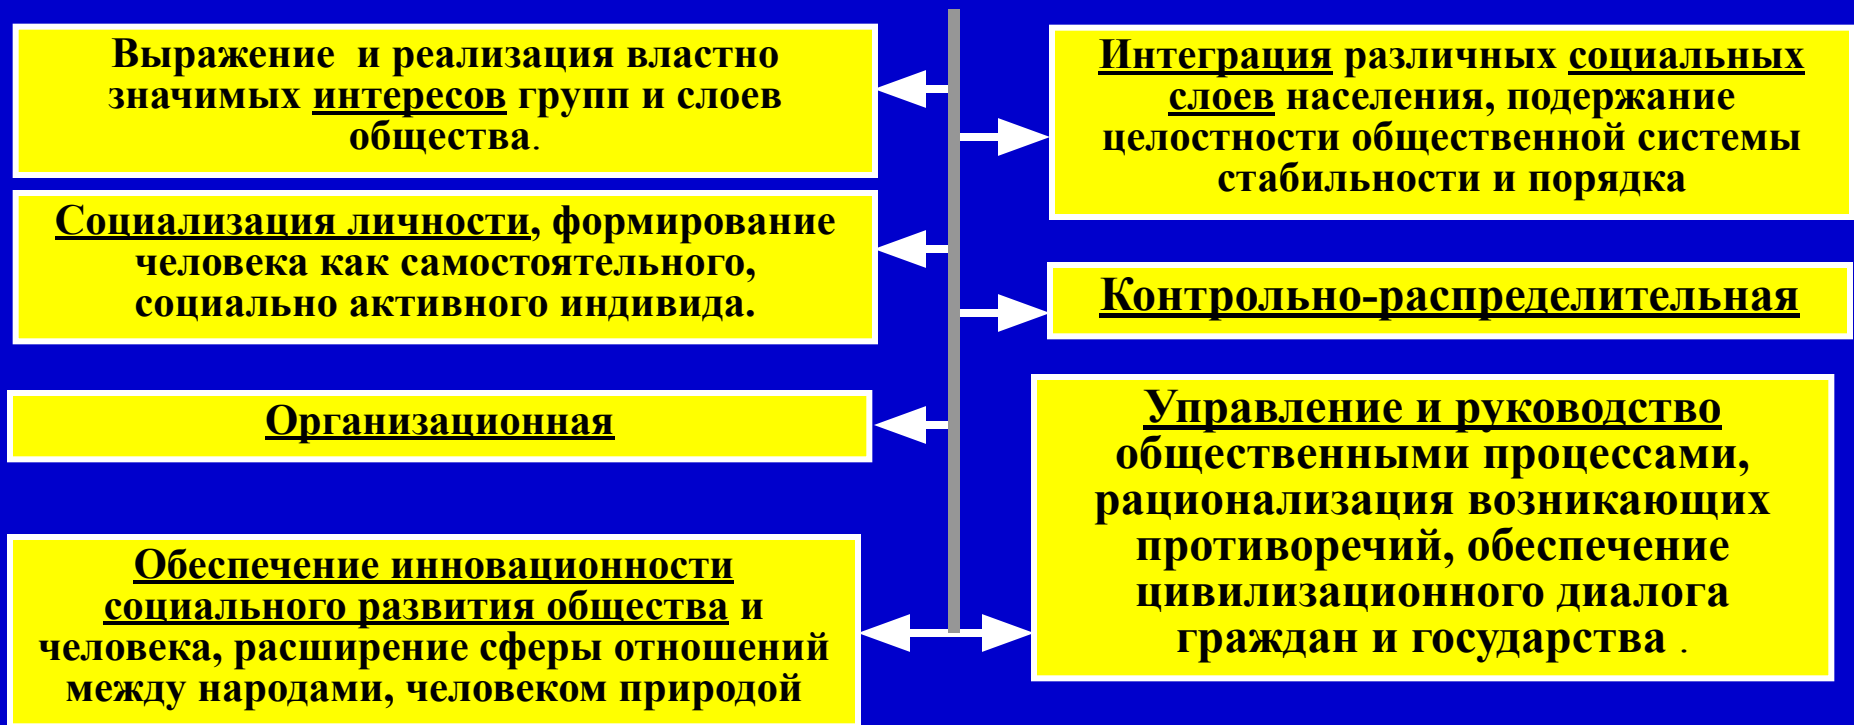 Выражение и реализация властно
значимых интересов групп и слоев
общества.
Социализация личности, формирование
человека как самостоятельного,
социально активного индивида.
Организационная
Обеспечение инновационности
социального развития общества и
человека, расширение сферы отношений
между народами, человеком природой
Интеграция различных социальных
слоев населения, подержание
целостности общественной системы
стабильности и порядка
Контрольно-распределительная
Управление и руководство
общественными процессами,
рационализация возникающих
противоречий, обеспечение
цивилизационного диалога
граждан и государства .